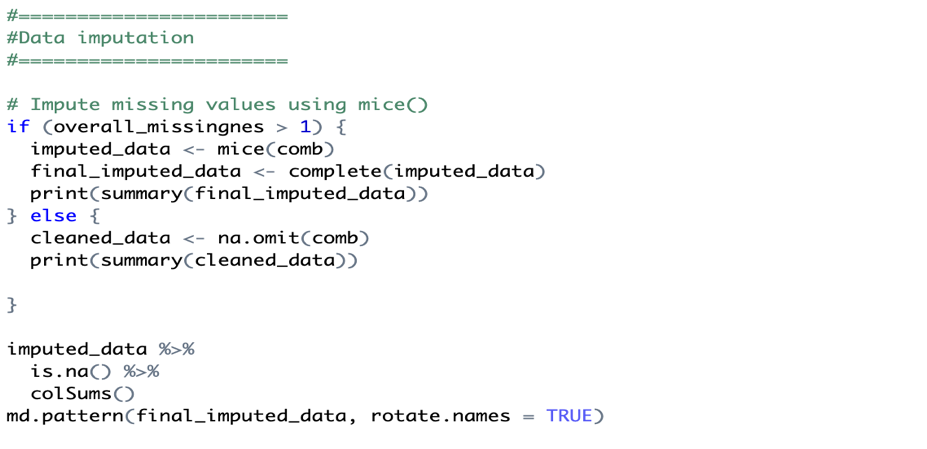 #=======================
#Data imputation
#=======================
# Impute missing values using mice()
if (overall_missingnes > 1) {
  imputed_data <- mice(comb)
  final_imputed_data <- complete(imputed_data)
  print(summary(final_imputed_data))
} else {
  cleaned_data <- na.omit(comb)
  print(summary(cleaned_data))
}
imputed_data %>%
  is.na() %>%
  colSums()
md.pattern(final_imputed_data, rotate.names = TRUE)